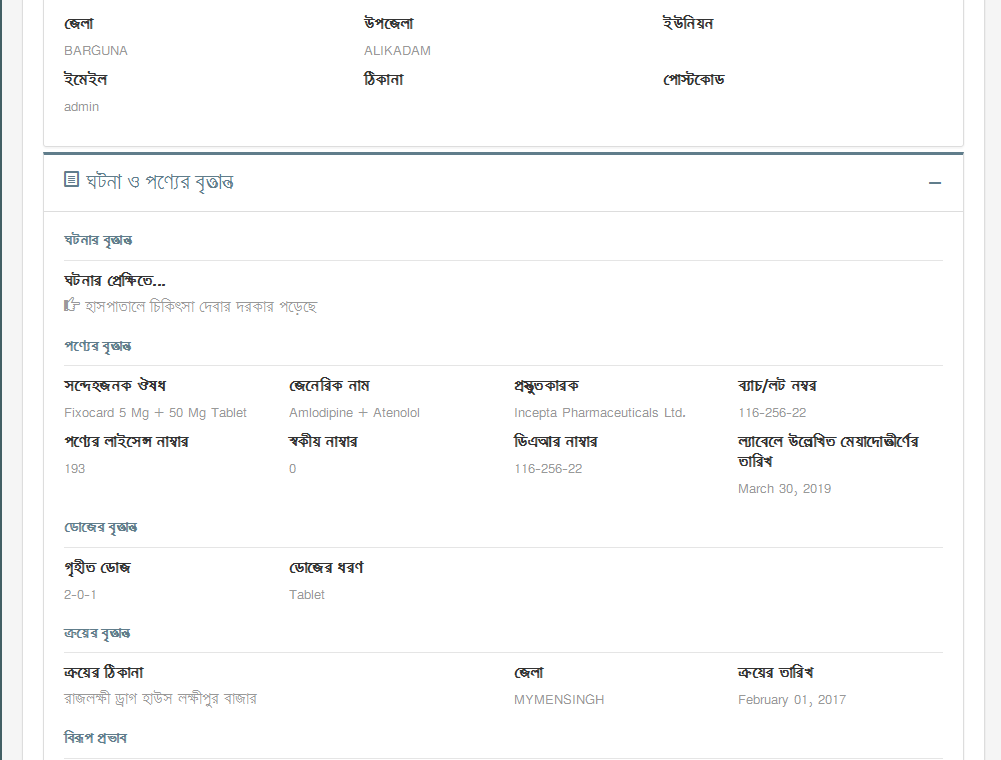 জেলা উপজেলা ইউনিয়ন
BARGUNA ALIKADAM
ইমেইল ঠিকানা পোস্টকোড
admin
ঘটনা ও পণ্যের বৃত্তান্ত
ঘটনার বৃত্তান্ত
ঘটনার প্রেক্ষিতে...
হাসপাতালে চিকিৎসা দেবার দরকার পড়েছে
পণ্যের বৃত্তান্ত
সন্দেহজনক ঔষধ জেনেরিক নাম প্রস্তুতকারক ব্যাচ/লট নম্বর
Fixocard 5 Mg + 50 Mg Tablet Amlodipine + Atenolol Incepta Pharmaceuticals Ltd. 116-256-22
পণ্যের লাইসেন্স নাম্বার স্বকীয় নাম্বার ডিএআর নাম্বার ল্যাবেলে উল্লেখিত মেয়াদোত্তীর্ণের
তারিখ
193 0 116-256-22
March 30, 2019
ডোজের বৃত্তান্ত
গৃহীত ডোজ ডোজের ধরণ
2-0-1 Tablet
ক্রয়ের বৃত্তান্ত
ক্রয়ের ঠিকানা জেলা ক্রয়ের তারিখ
রাজলক্ষী ড্রাগ হাউস লক্ষীপুর বাজার MYMENSINGH February 01, 2017
বিরূপ প্রভাব